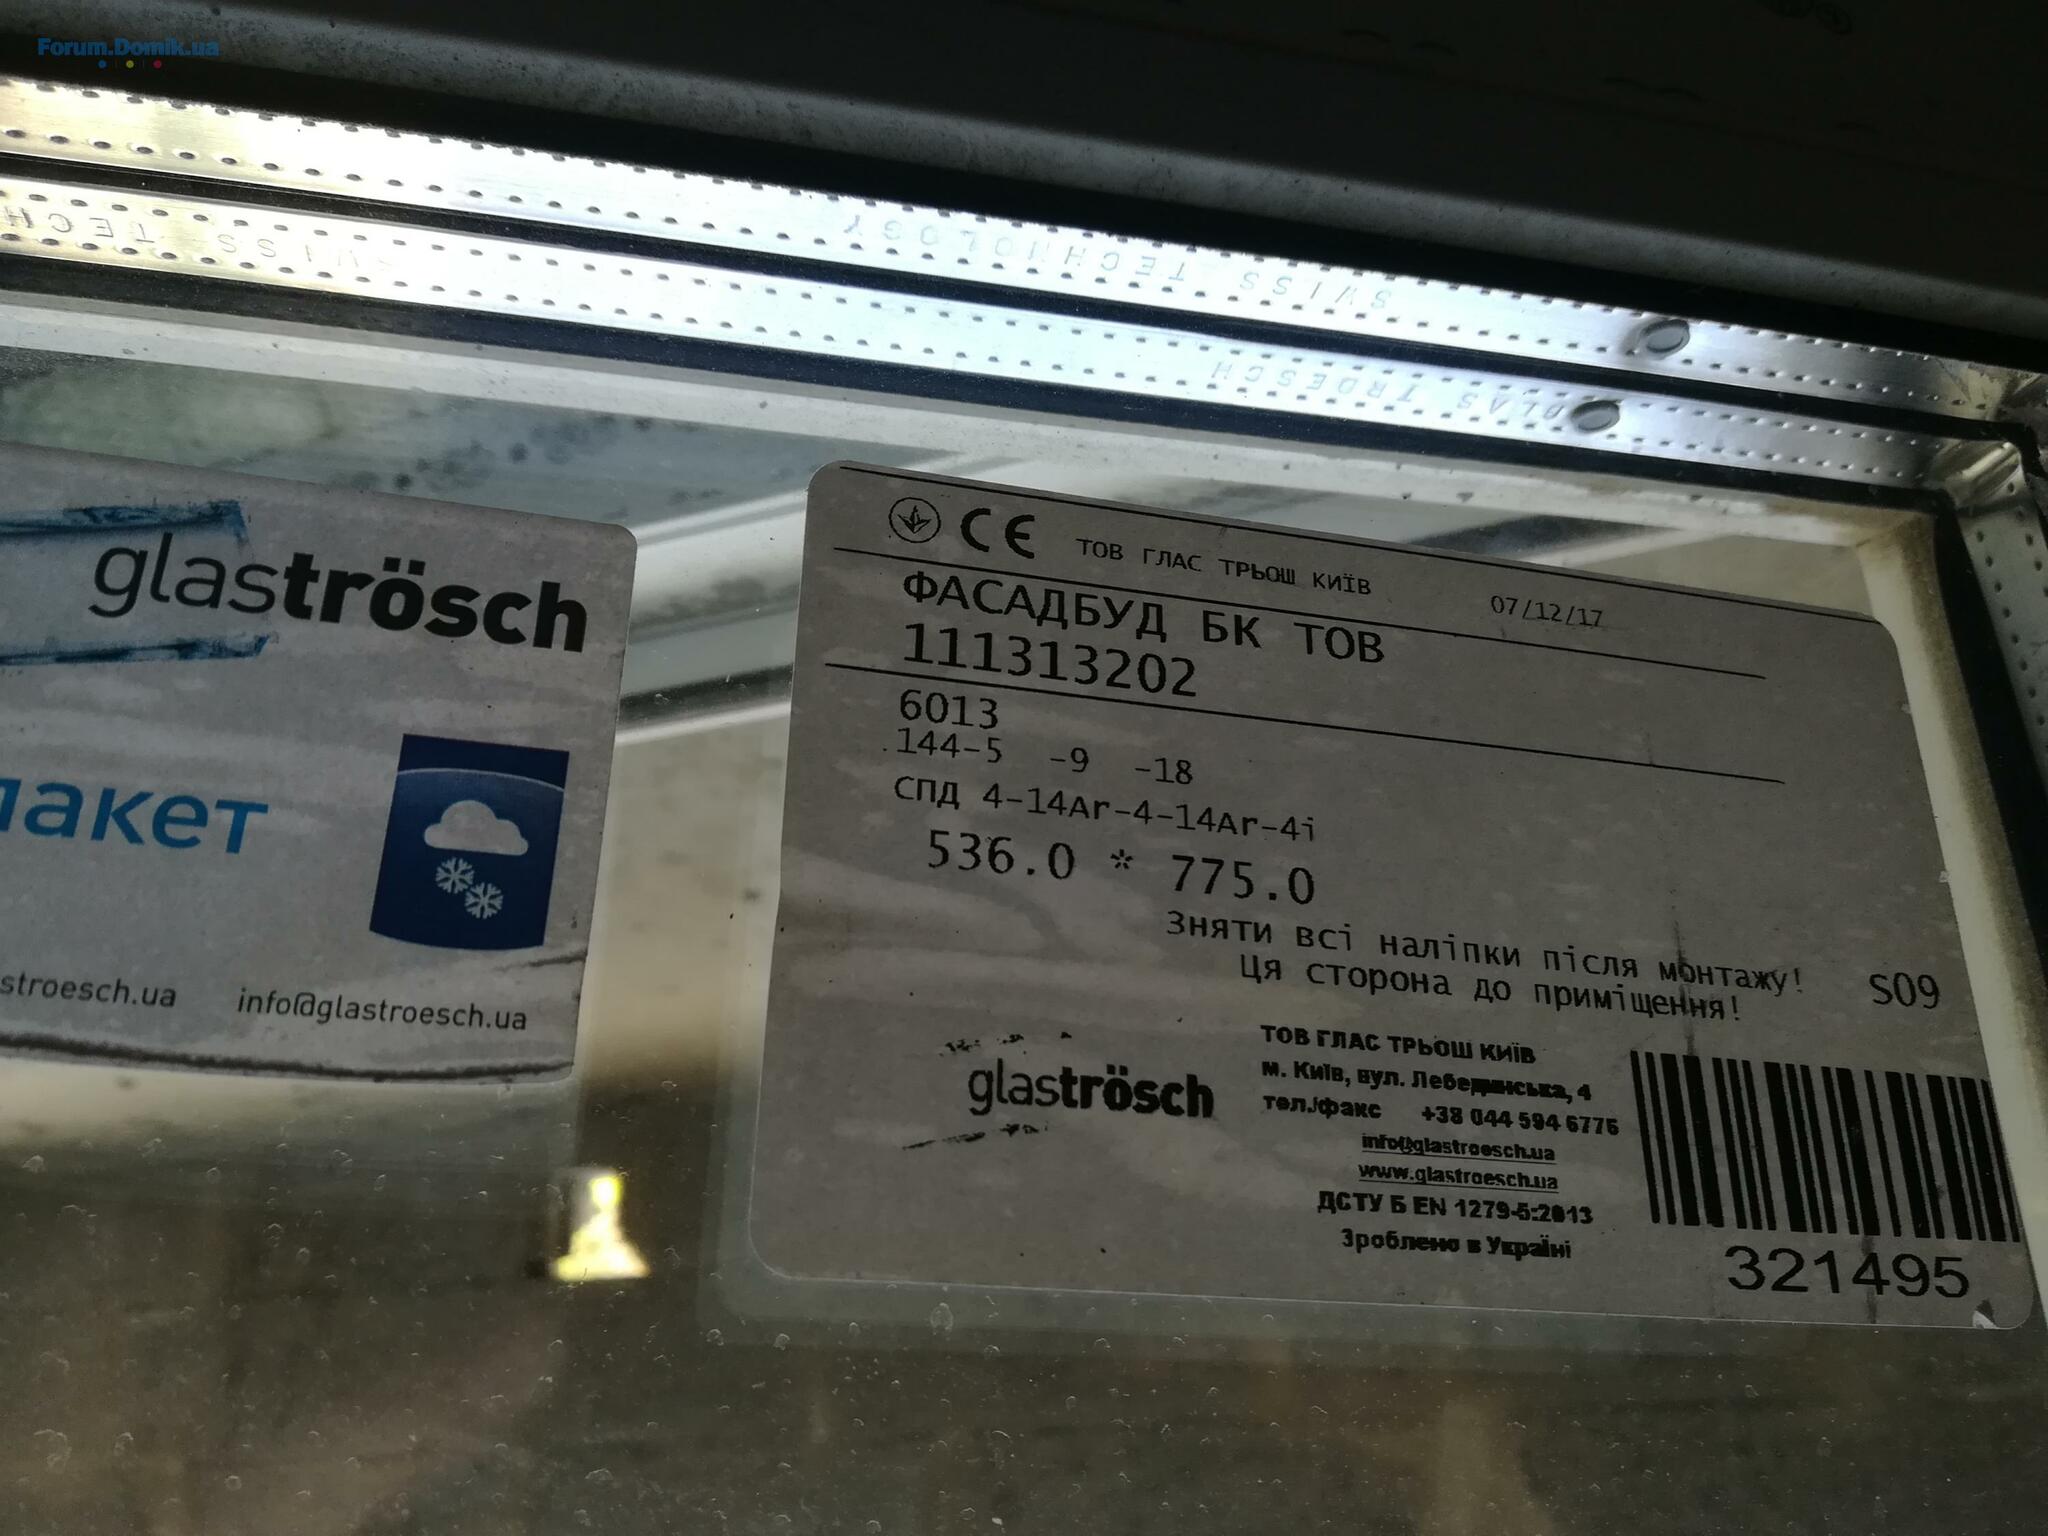 Forum.Domik.ua
SWISS TECHNOLOGY
SWISS TECH
GLAS TROESCH
glaströsch
пакет
stroesch.ua info@glastroesch.ua
CE ТОВ ГЛАС ТРЬОШ КИЇВ 07/12/17
ФАСАДБУД БК ТОВ
111313202
6013
.144-5 -9 -18
СПД 4-14Ar-4-14Ar-4i
536.0 * 775.0
Зняти всі наліпки після монтажу!
Ця сторона до приміщення!
S09
glaströsch
ТОВ ГЛАС ТРЬОШ КИЇВ
м. Київ, вул. Лебединська, 4
тел./факс +38 044 594 6775
info@glastroesch.ua
www.glastroesch.ua
ДСТУ Б EN 1279-5:2013
Зроблено в Україні
321495